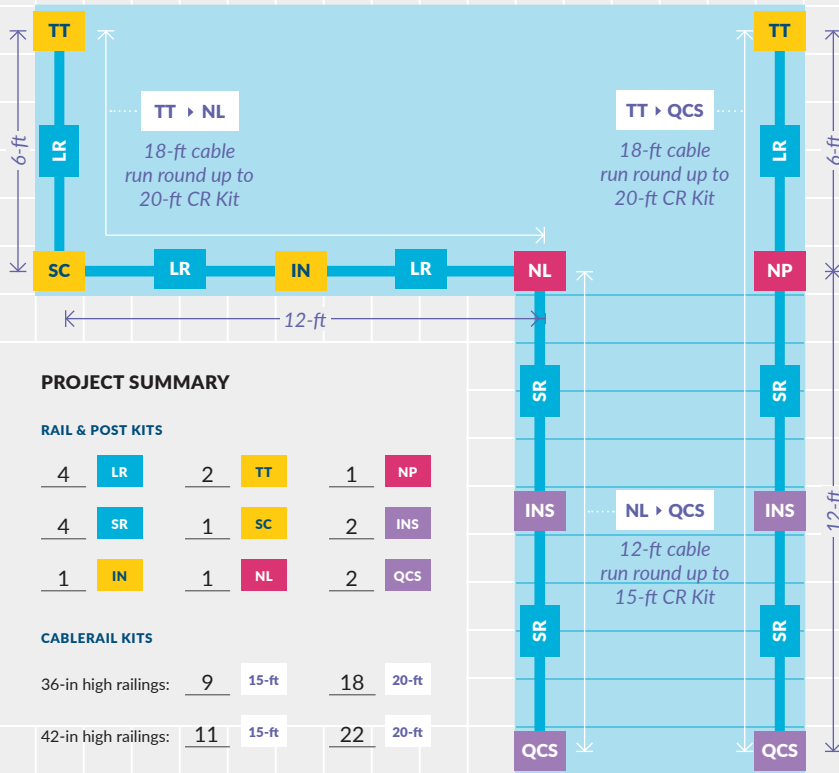 TT
TT
6-ft
LR
TT ▸ NL
18-ft cable
run round up to
20-ft CR Kit
TT ▸ QCS
18-ft cable
run round up to
20-ft CR Kit
LR
6-ft
SC
LR
IN
LR
NL
NP
12-ft
SR
SR
INS
NL ▸ QCS
12-ft cable
run round up to
15-ft CR Kit
INS
12-ft
SR
SR
QCS
QCS
PROJECT SUMMARY
RAIL & POST KITS
4 LR 2 TT 1 NP
4 SR 1 SC 2 INS
1 IN 1 NL 2 QCS
CABLERAIL KITS
36-in high railings: 9 15-ft 18 20-ft
42-in high railings: 11 15-ft 22 20-ft